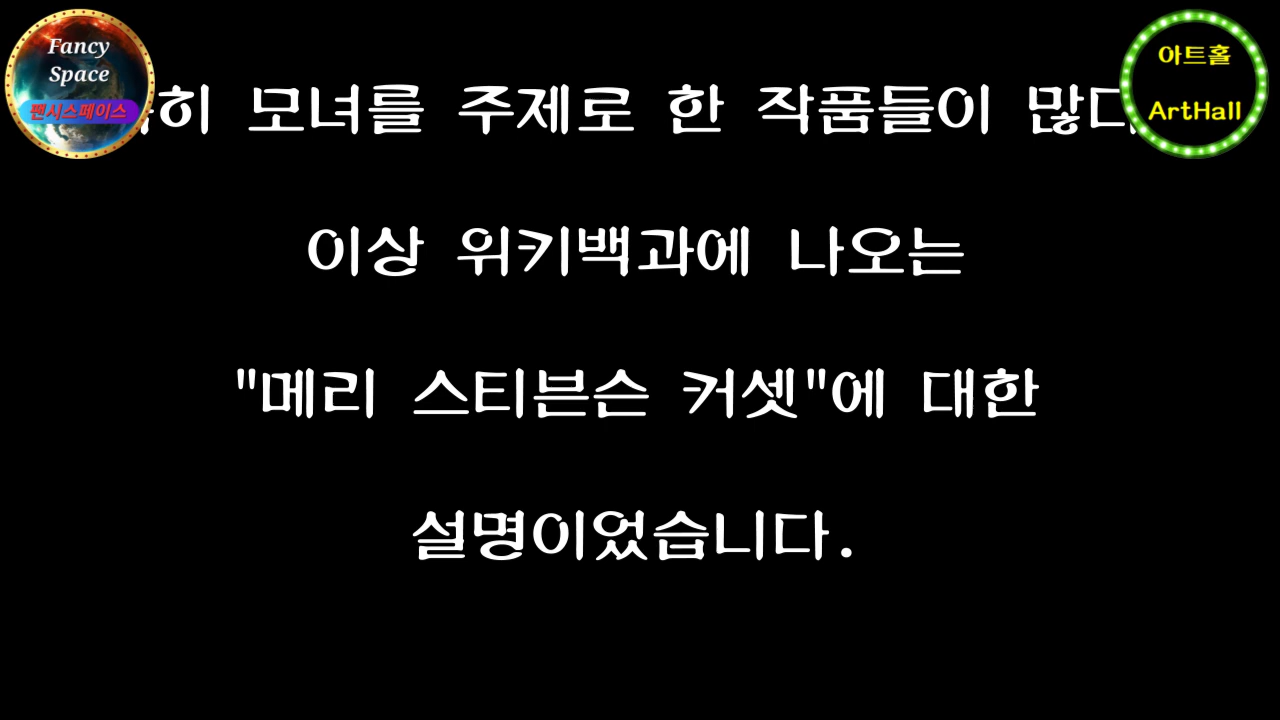 Fancy
Space
팬시스페이스
아트홀
ArtHall
히 모녀를 주제로 한 작품들이 많다
이상 위키백과에 나오는
"메리 스티븐슨 커셋"에 대한
설명이었습니다.